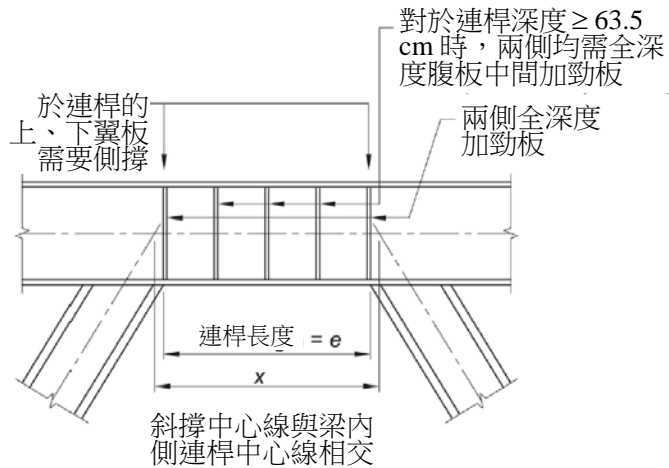 對於連桿深度 ≥ 63.5
cm 時，兩側均需全深
度腹板中間加勁板
於連桿的
上、下翼板
需要側撐
兩側全深度
加勁板
連桿長度 = e
x
斜撐中心線與梁內
側連桿中心線相交